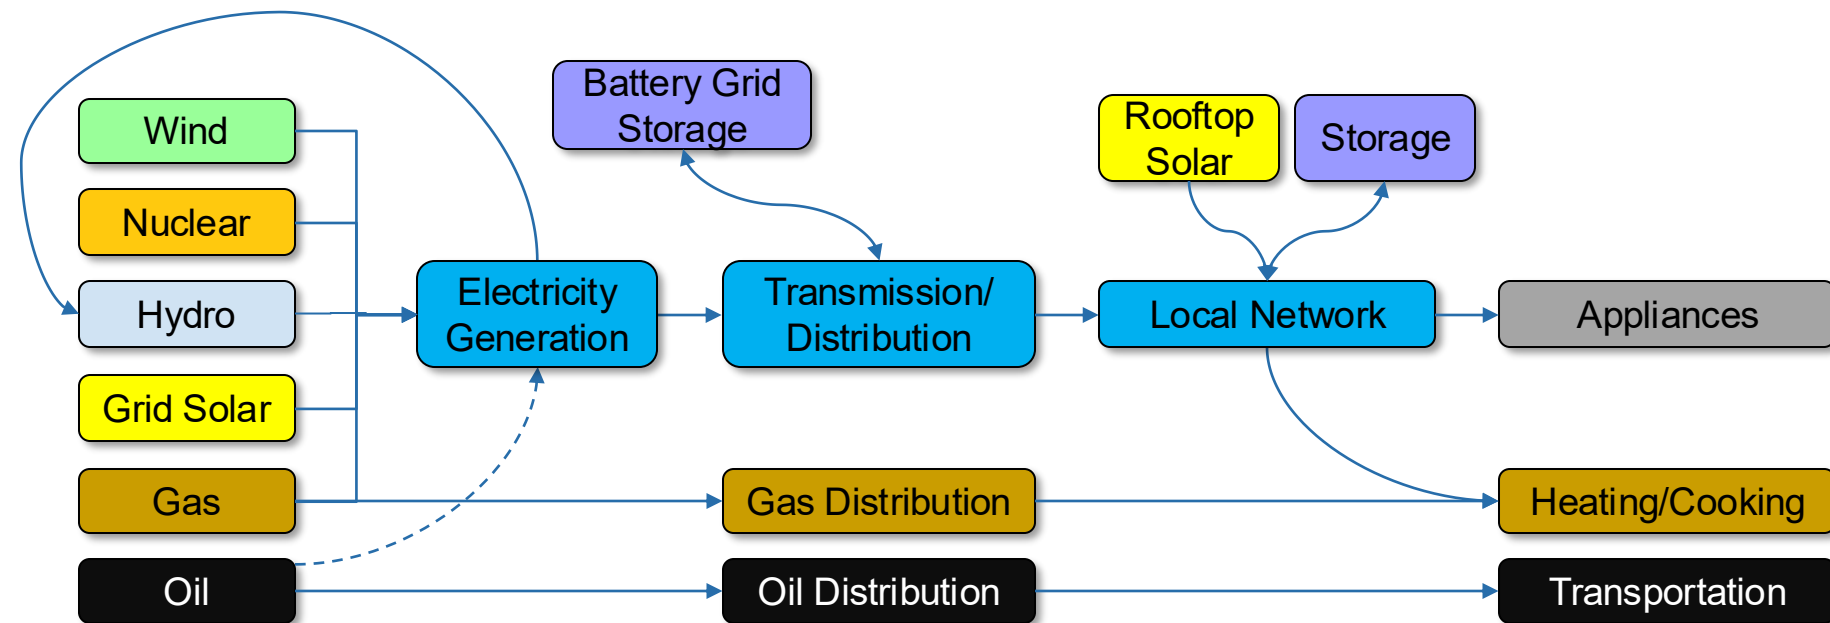 Wind
Nuclear
Hydro
Grid Solar
Gas
Oil
Electricity
Generation
Battery Grid
Storage
Transmission/
Distribution
Gas Distribution
Oil Distribution
Rooftop
Solar
Storage
Local Network
Appliances
Heating/Cooking
Transportation